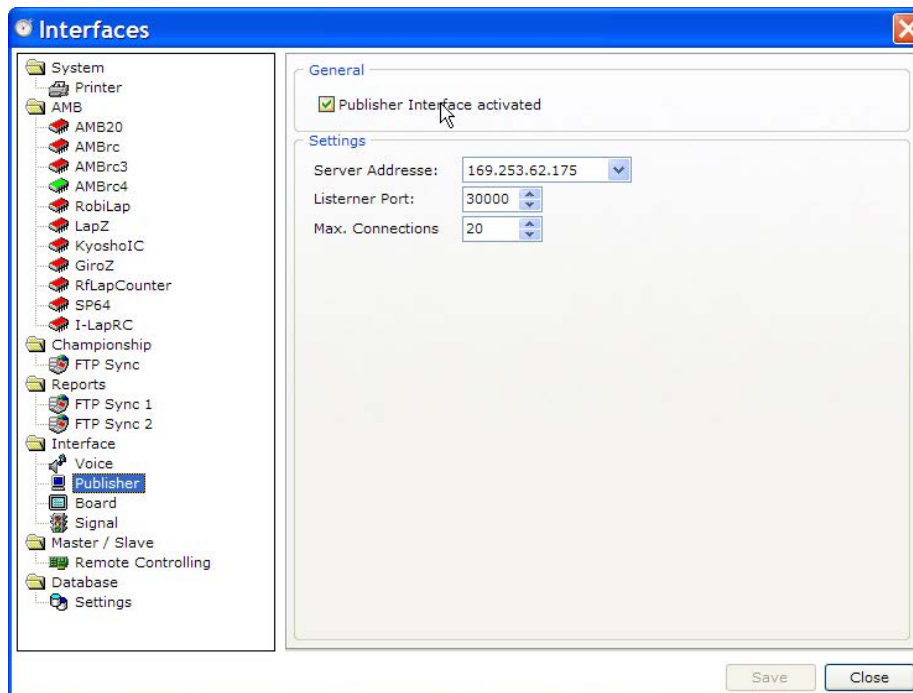 Interfaces
System
Printer
AMB
AMB20
AMBrc
AMBrc3
AMBrc4
RobiLap
LapZ
KyoshoIC
GiroZ
RfLapCounter
SP64
I-LapRC
Championship
FTP Sync
Reports
FTP Sync 1
FTP Sync 2
Interface
Voice
Publisher
Board
Signal
Master / Slave
Remote Controlling
Database
Settings
General
Publisher Interface activated
Settings
Server Addresse: 169.253.62.175
Listerner Port: 30000
Max. Connections 20
Save Close